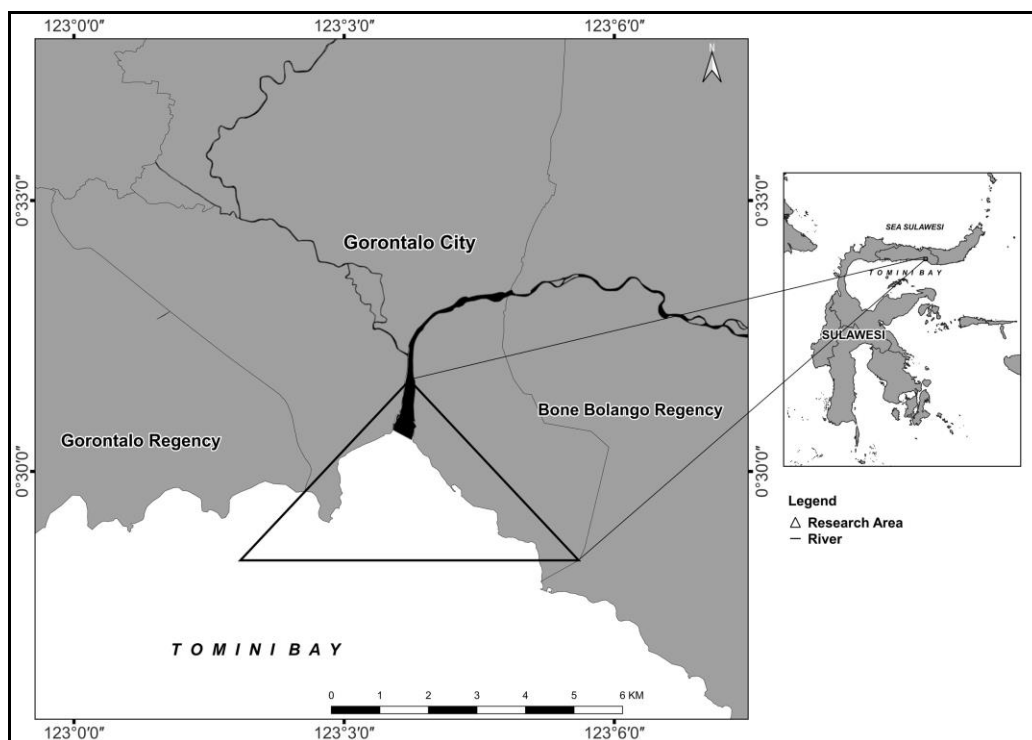 123°0'0" 123°3'0" 123°6'0"
N
0°33'0" 0°33'0"
Gorontalo City
SEA SULAWESI
TOMINI BAY
SULAWESI
Bone Bolango Regency
Gorontalo Regency
0°30'0" 0°30'0"
Legend
Research Area
River
TOMINI BAY
0 1 2 3 4 5 6 KM
123°0'0" 123°3'0" 123°6'0"